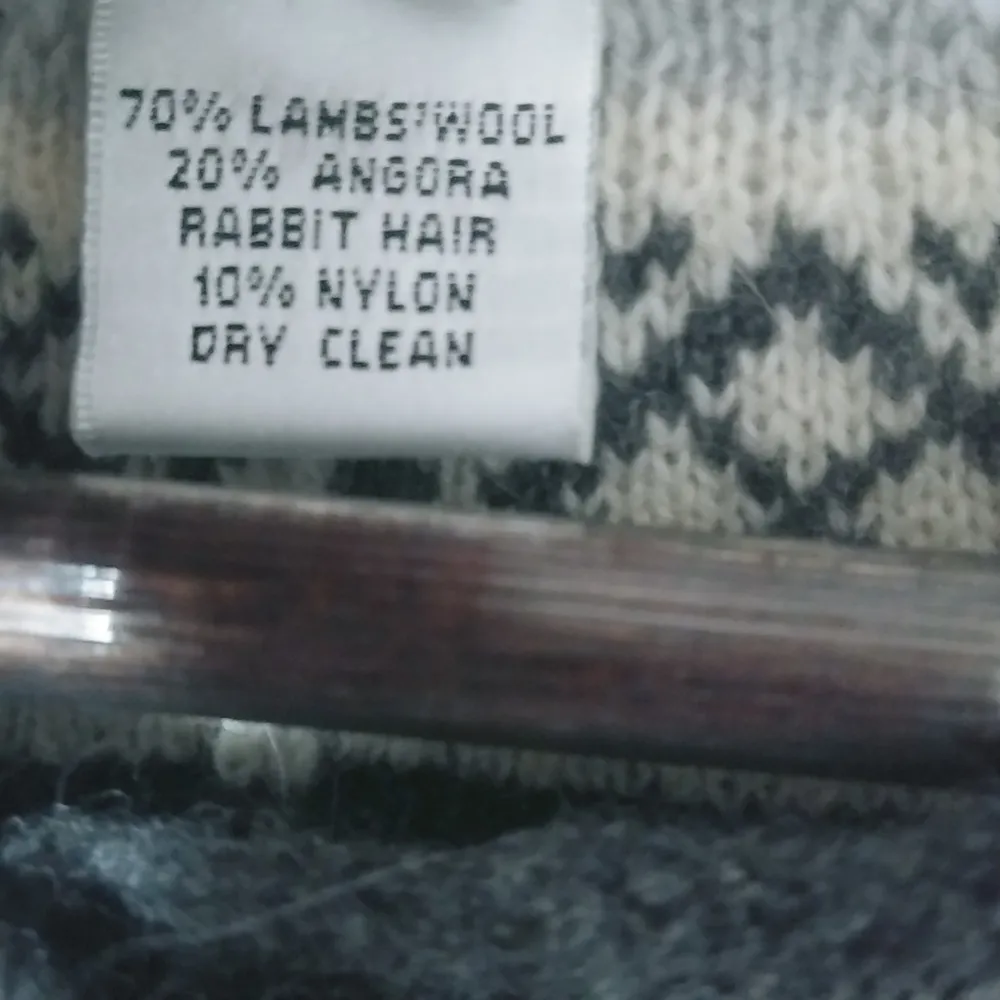 70% LAMBS'WOOL
20% ANGORA
RABBIT HAIR
10% NYLON
DRY CLEAN